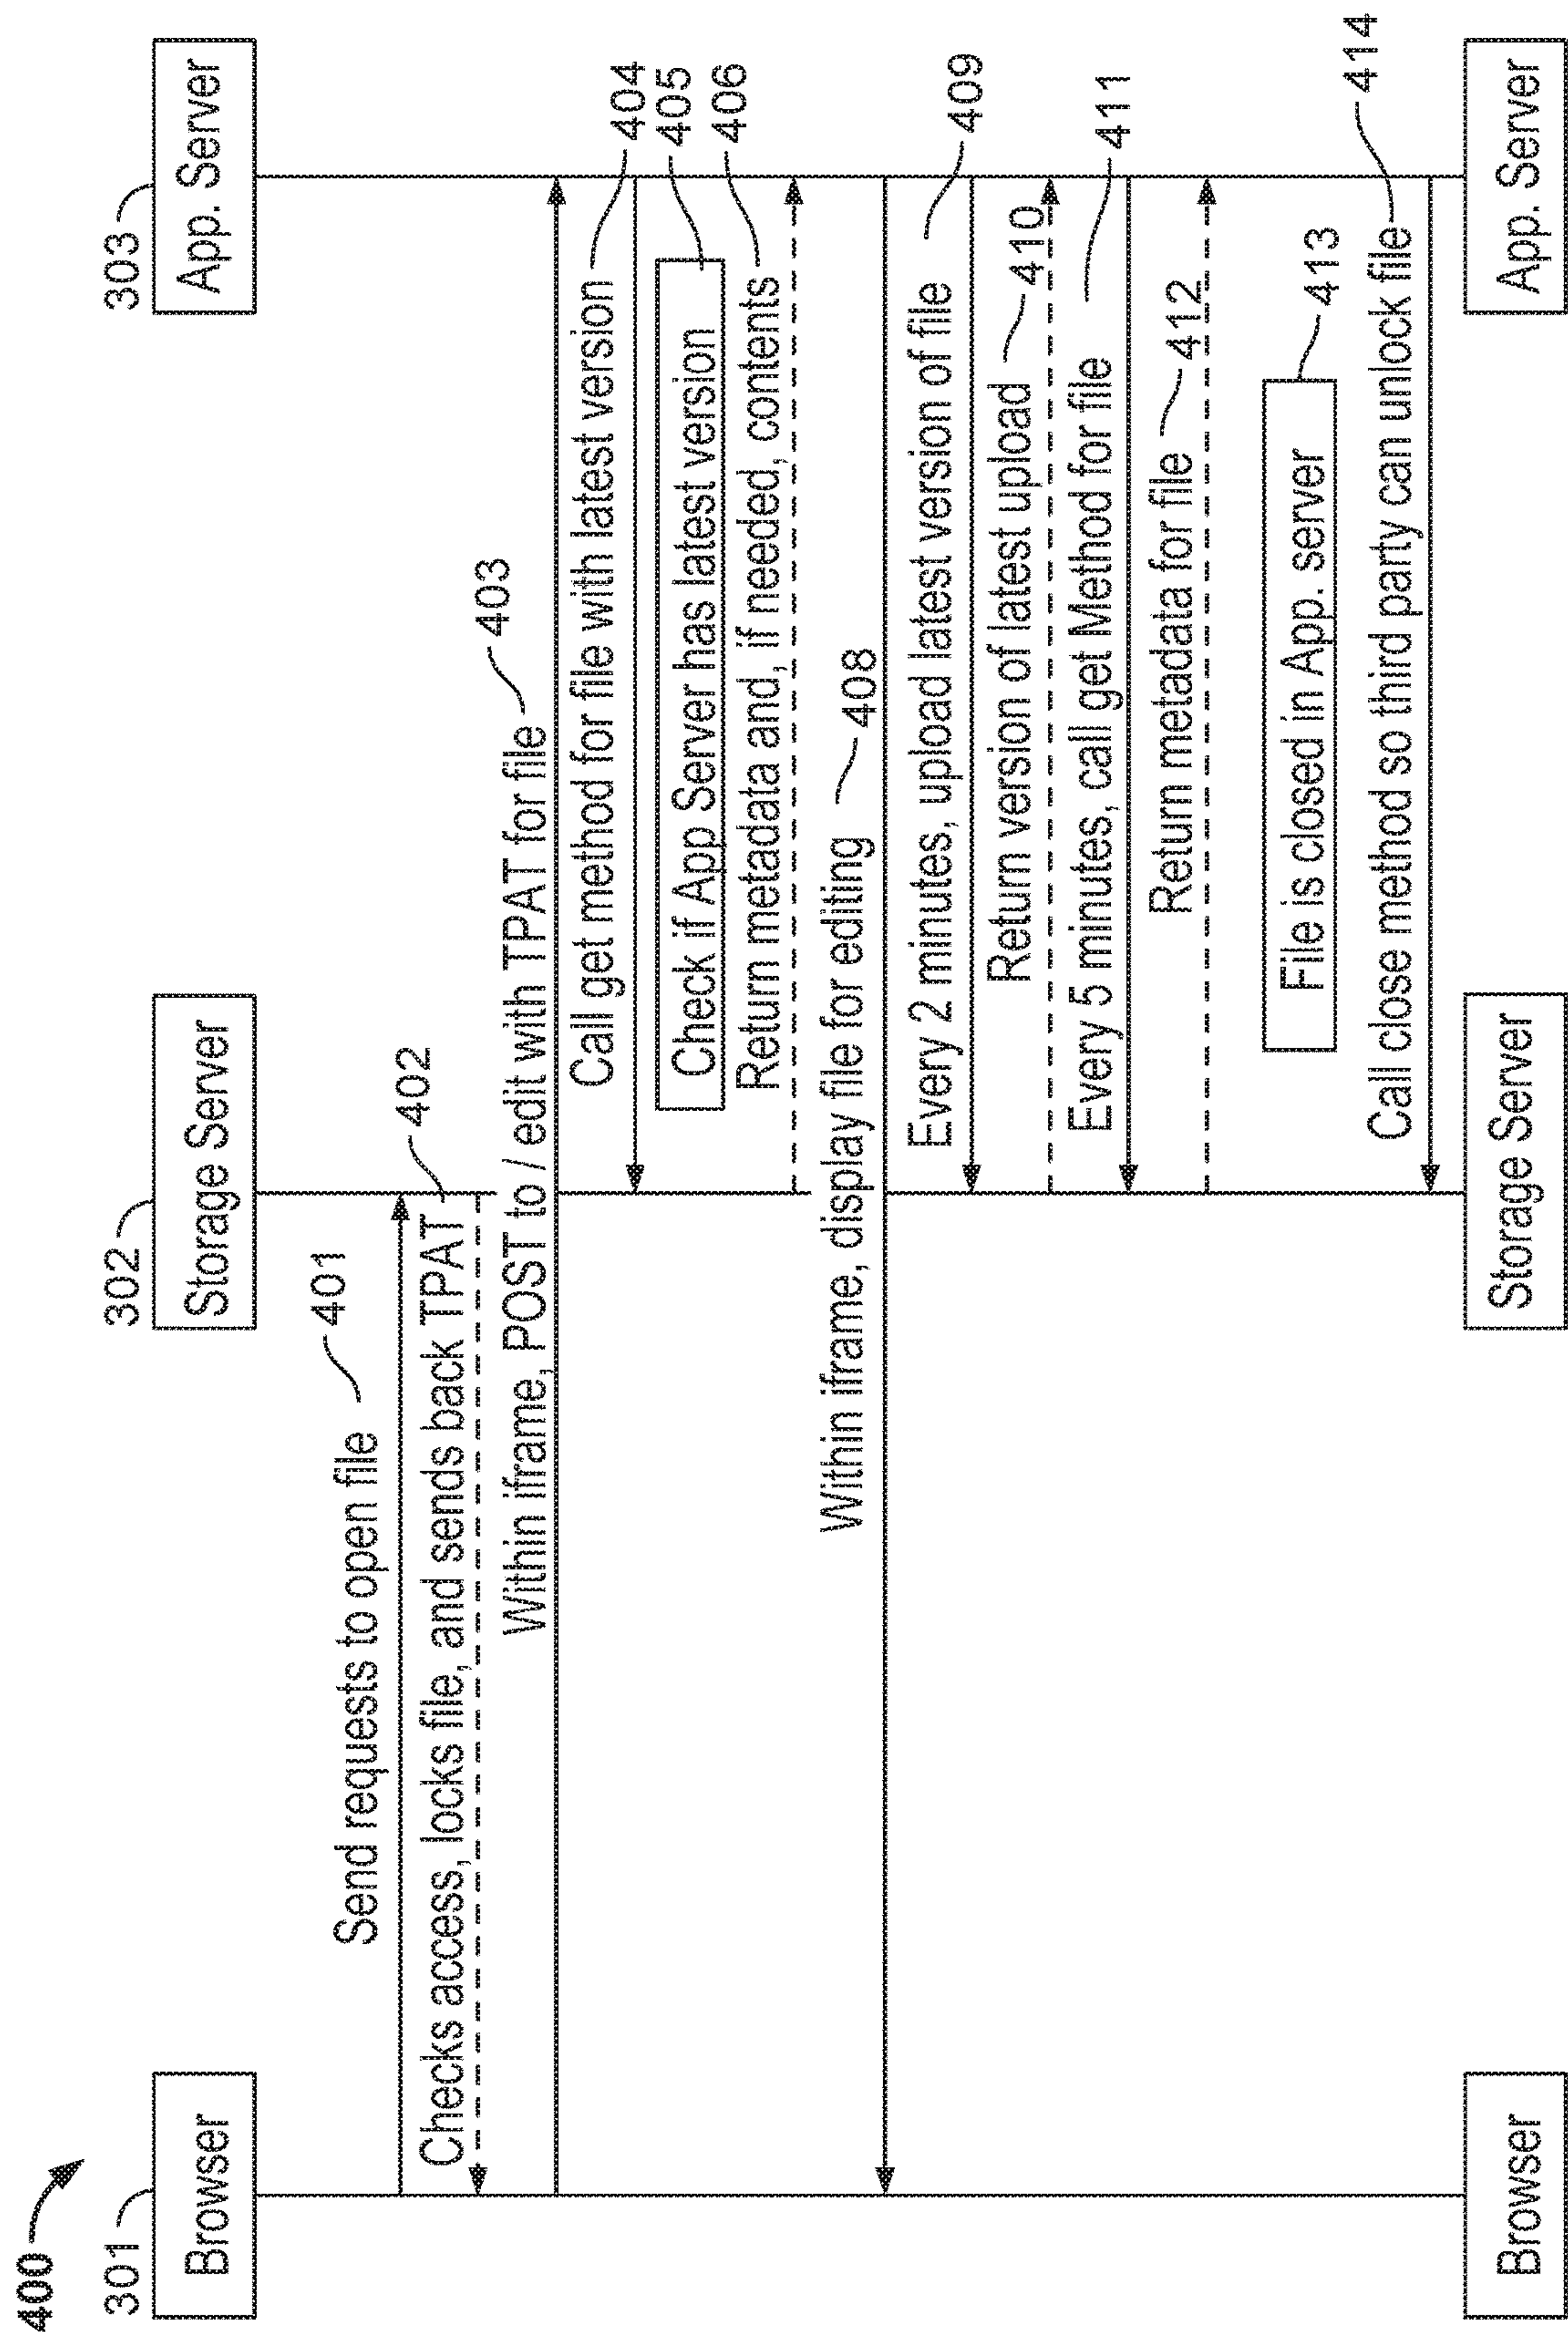 400
301
Browser
302
Storage Server
303
App. Server
Send requests to open file
401
Checks access, locks file, and sends back TPAT
402
Within iframe, POST to / edit with TPAT for file
403
Call get method for file with latest version
404
Check if App Server has latest version
405
Return metadata and, if needed, contents
406
Within iframe, display file for editing
408
Every 2 minutes, upload latest version of file
409
Return version of latest upload
410
Every 5 minutes, call get Method for file
411
Return metadata for file
412
File is closed in App. server
413
Call close method so third party can unlock file
414
Browser
Storage Server
App. Server